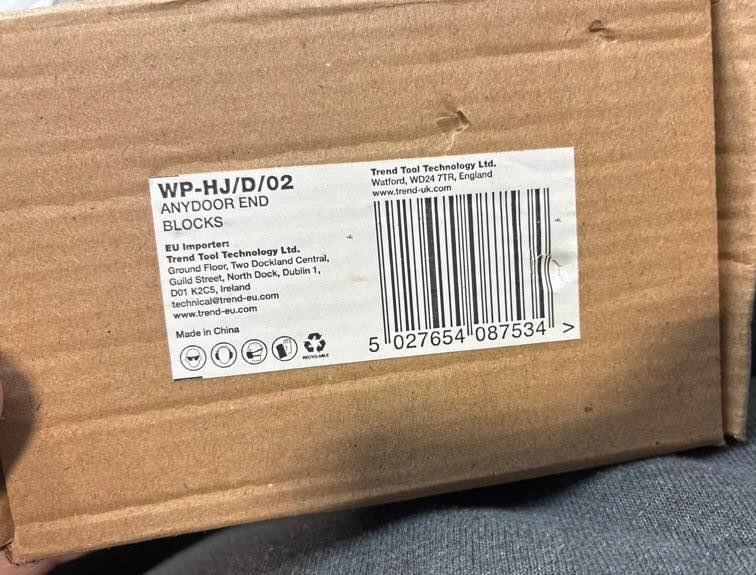 WP-HJ/D/02
ANYDOOR END
BLOCKS
EU Importer:
Trend Tool Technology Ltd.
Ground Floor, Two Dockland Central,
Guild Street, North Dock, Dublin 1,
D01 K2C5, Ireland
technical@trend-eu.com
www.trend-eu.com
Made in China
RECYCLABLE
Trend Tool Technology Ltd.
Watford, WD24 7TR, England
www.trend-uk.com
5 027654 087534 >